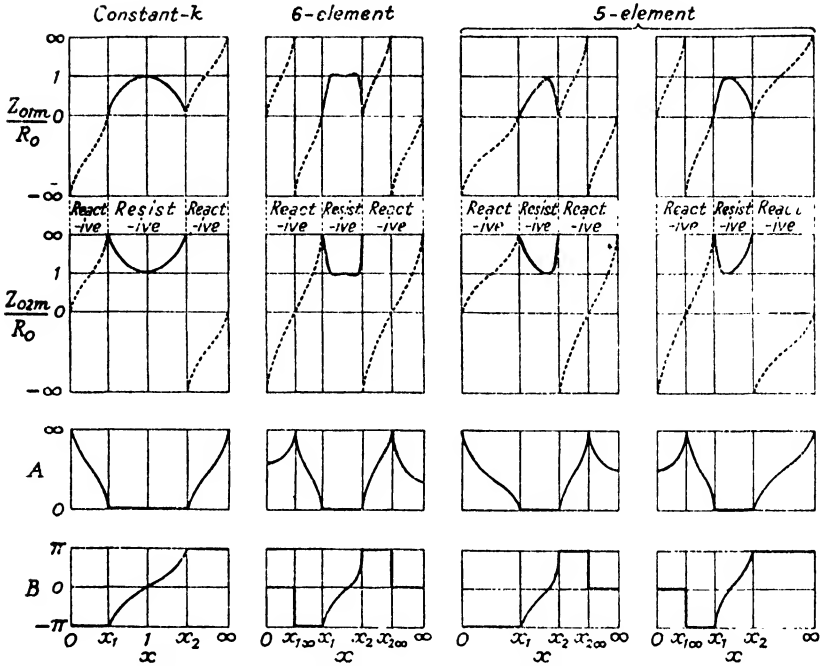 Constant-k 6-clement 5-element
∞
1
Z01m/R0 0
-∞
React -ive Resist -ive React -ive React -ive Resist -ive React -ive React -ive Resist -ive React -ive React -ive Resist -ive -ive
∞
1
Z02m/R0 0
-∞
∞
A
0
π
B 0
-π
0 x1 1 x2 ∞ 0 x1∞ x1 x2 x2∞ ∞ 0 x1 x2 x2∞ ∞ 0 x1∞ x1 x2 ∞
x x x x